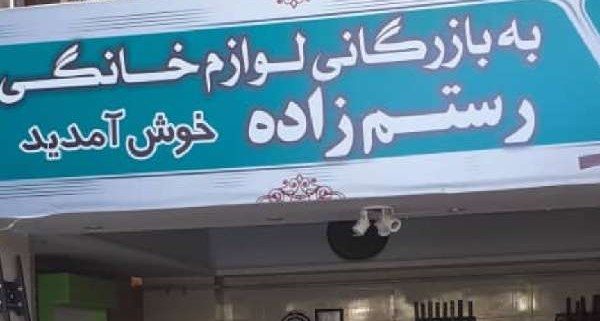 به بازرگانی لوازم خانگی
رستم زاده خوش آمدید